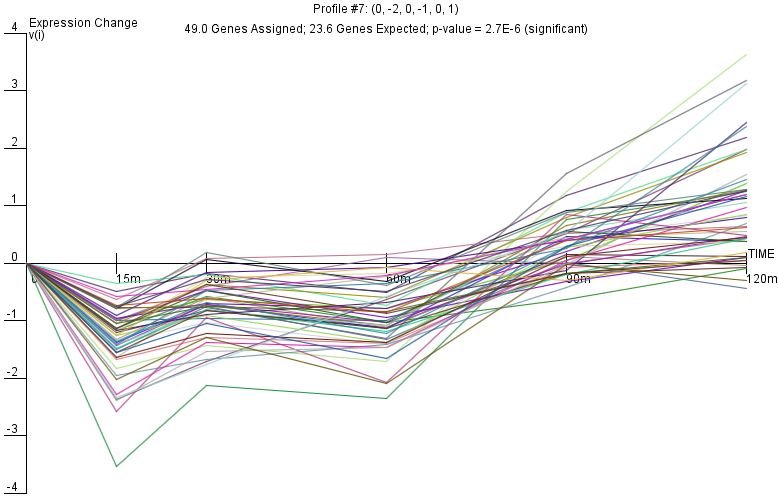 Profile #7: (0, -2, 0, -1, 0, 1)
Expression Change
v(i)
49.0 Genes Assigned; 23.6 Genes Expected; p-value = 2.7E-6 (significant)
4
3
2
1
0
-1
-2
-3
-4
0
15m
30m
60m
90m
120m
TIME